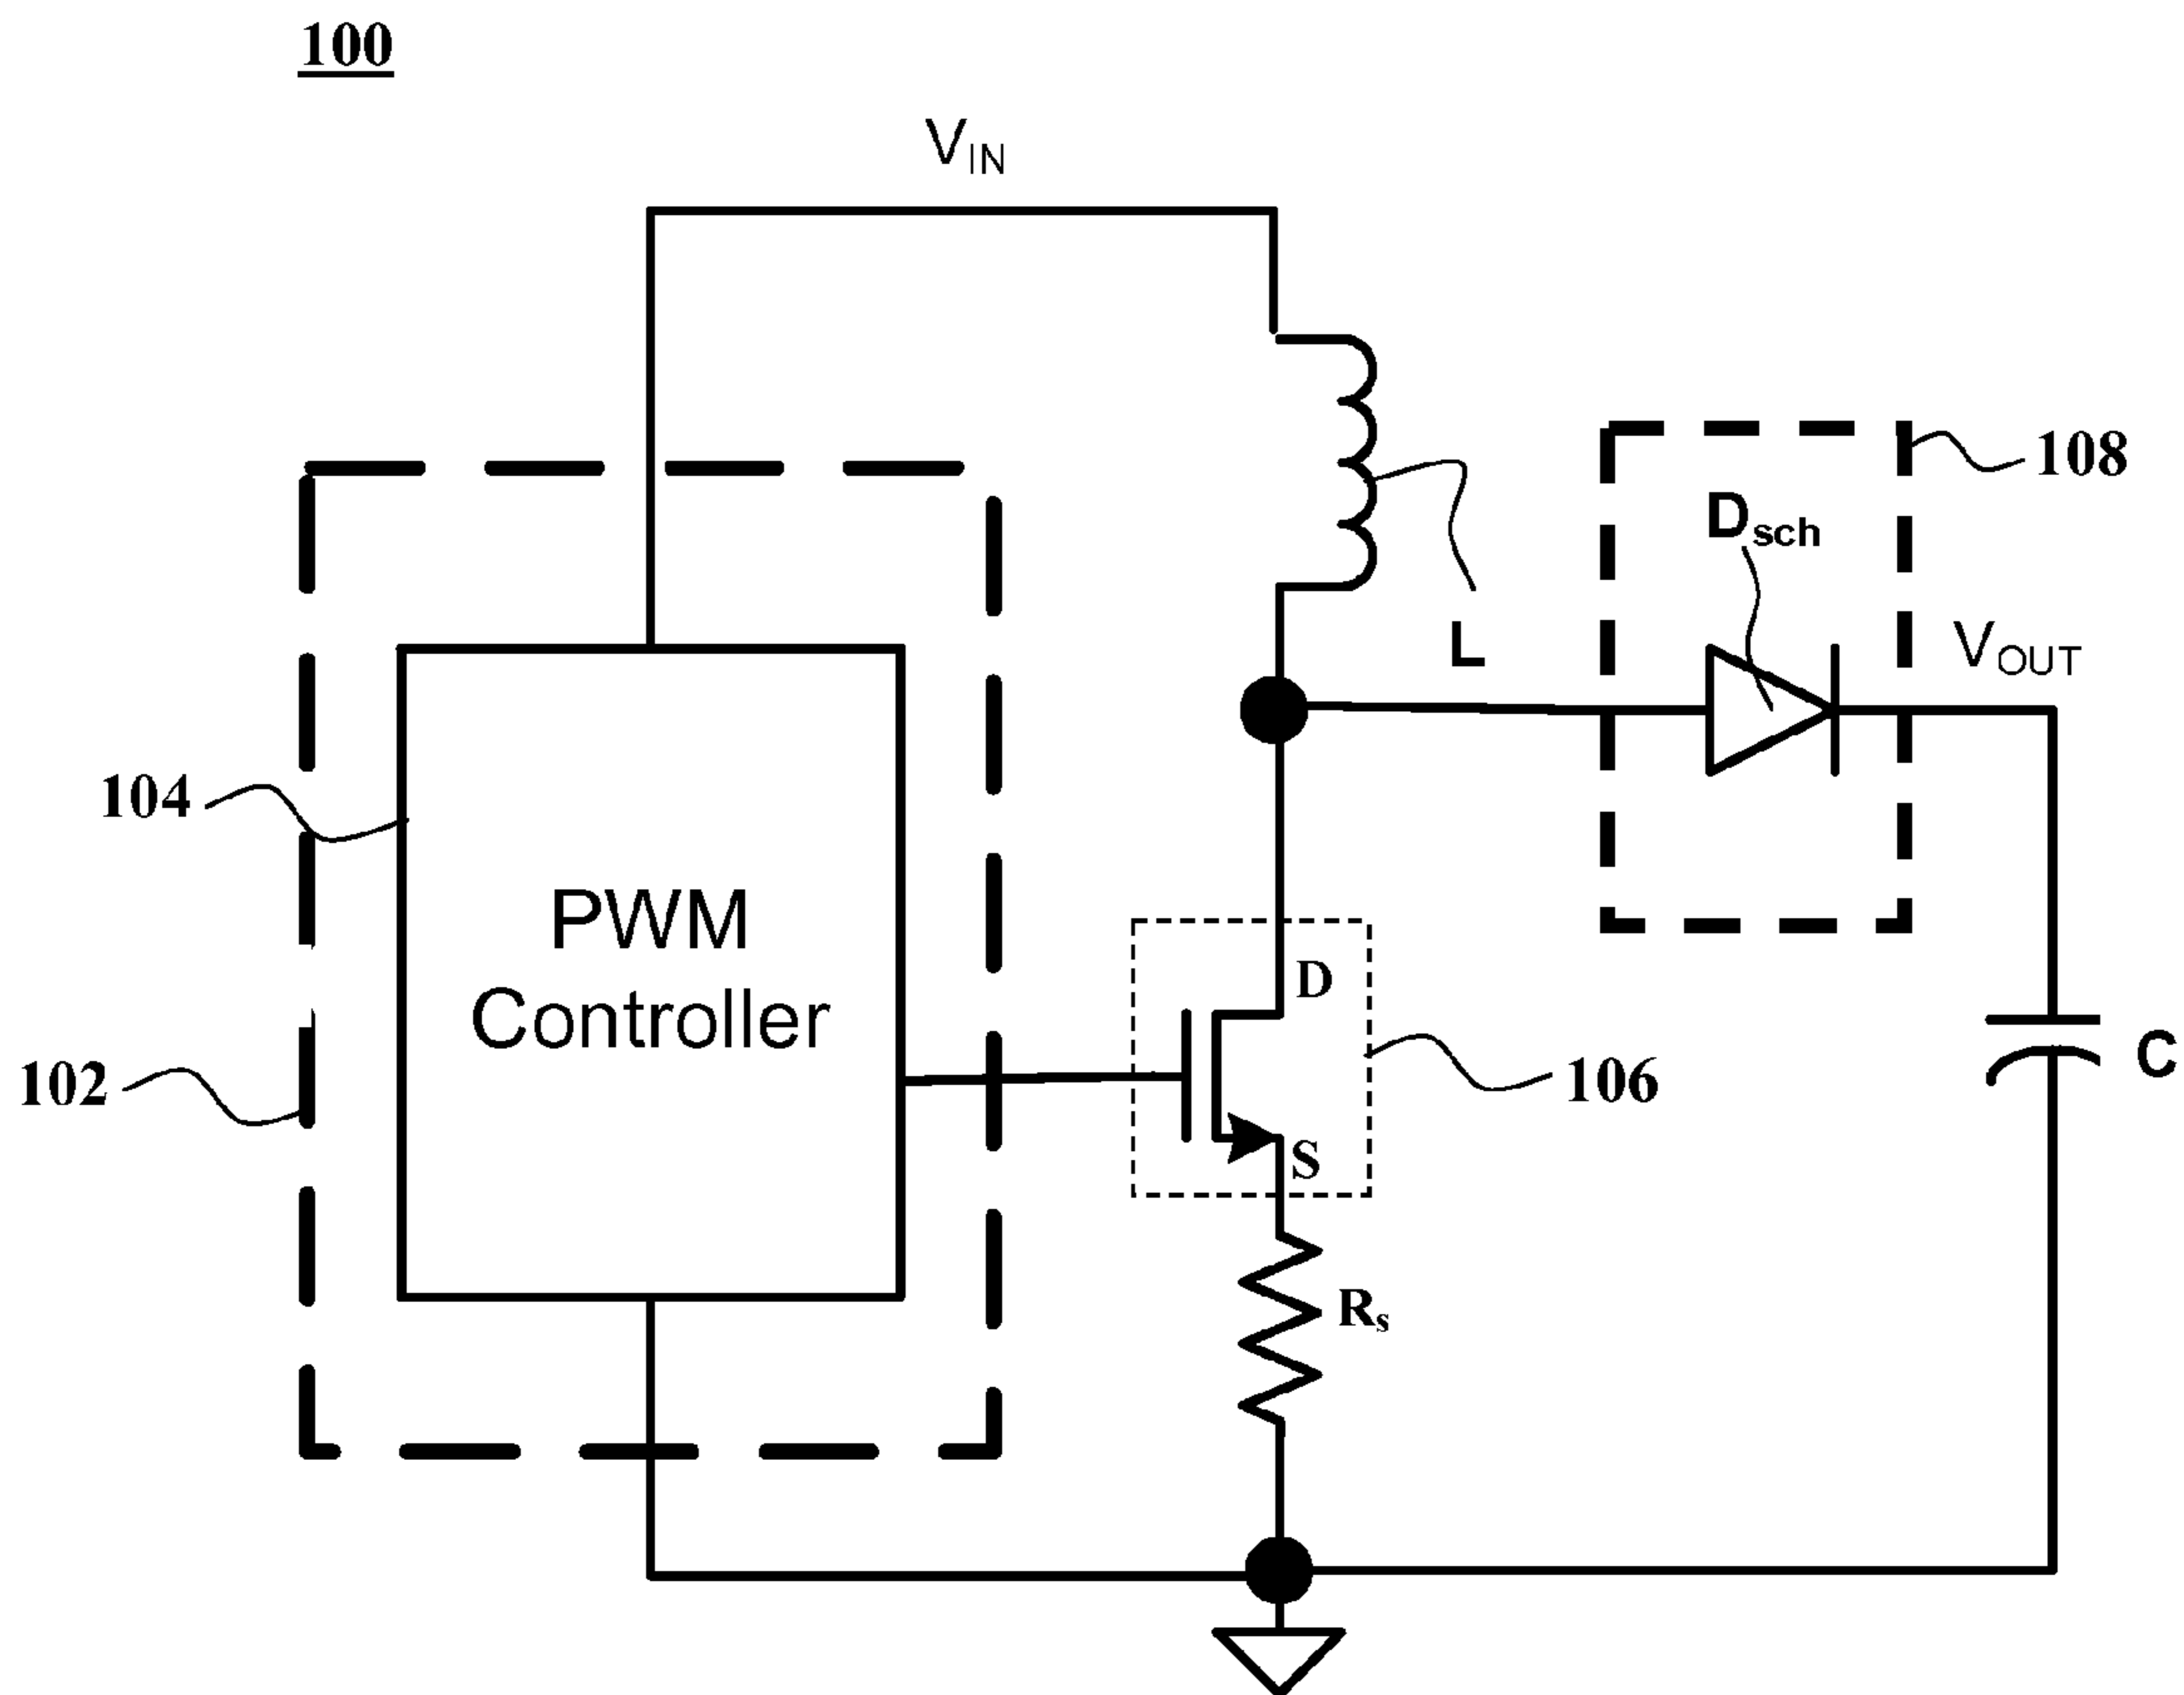 100
VIN
108
Dsch
L
VOUT
104
PWM
Controller
D
C
102
106
S
Rs